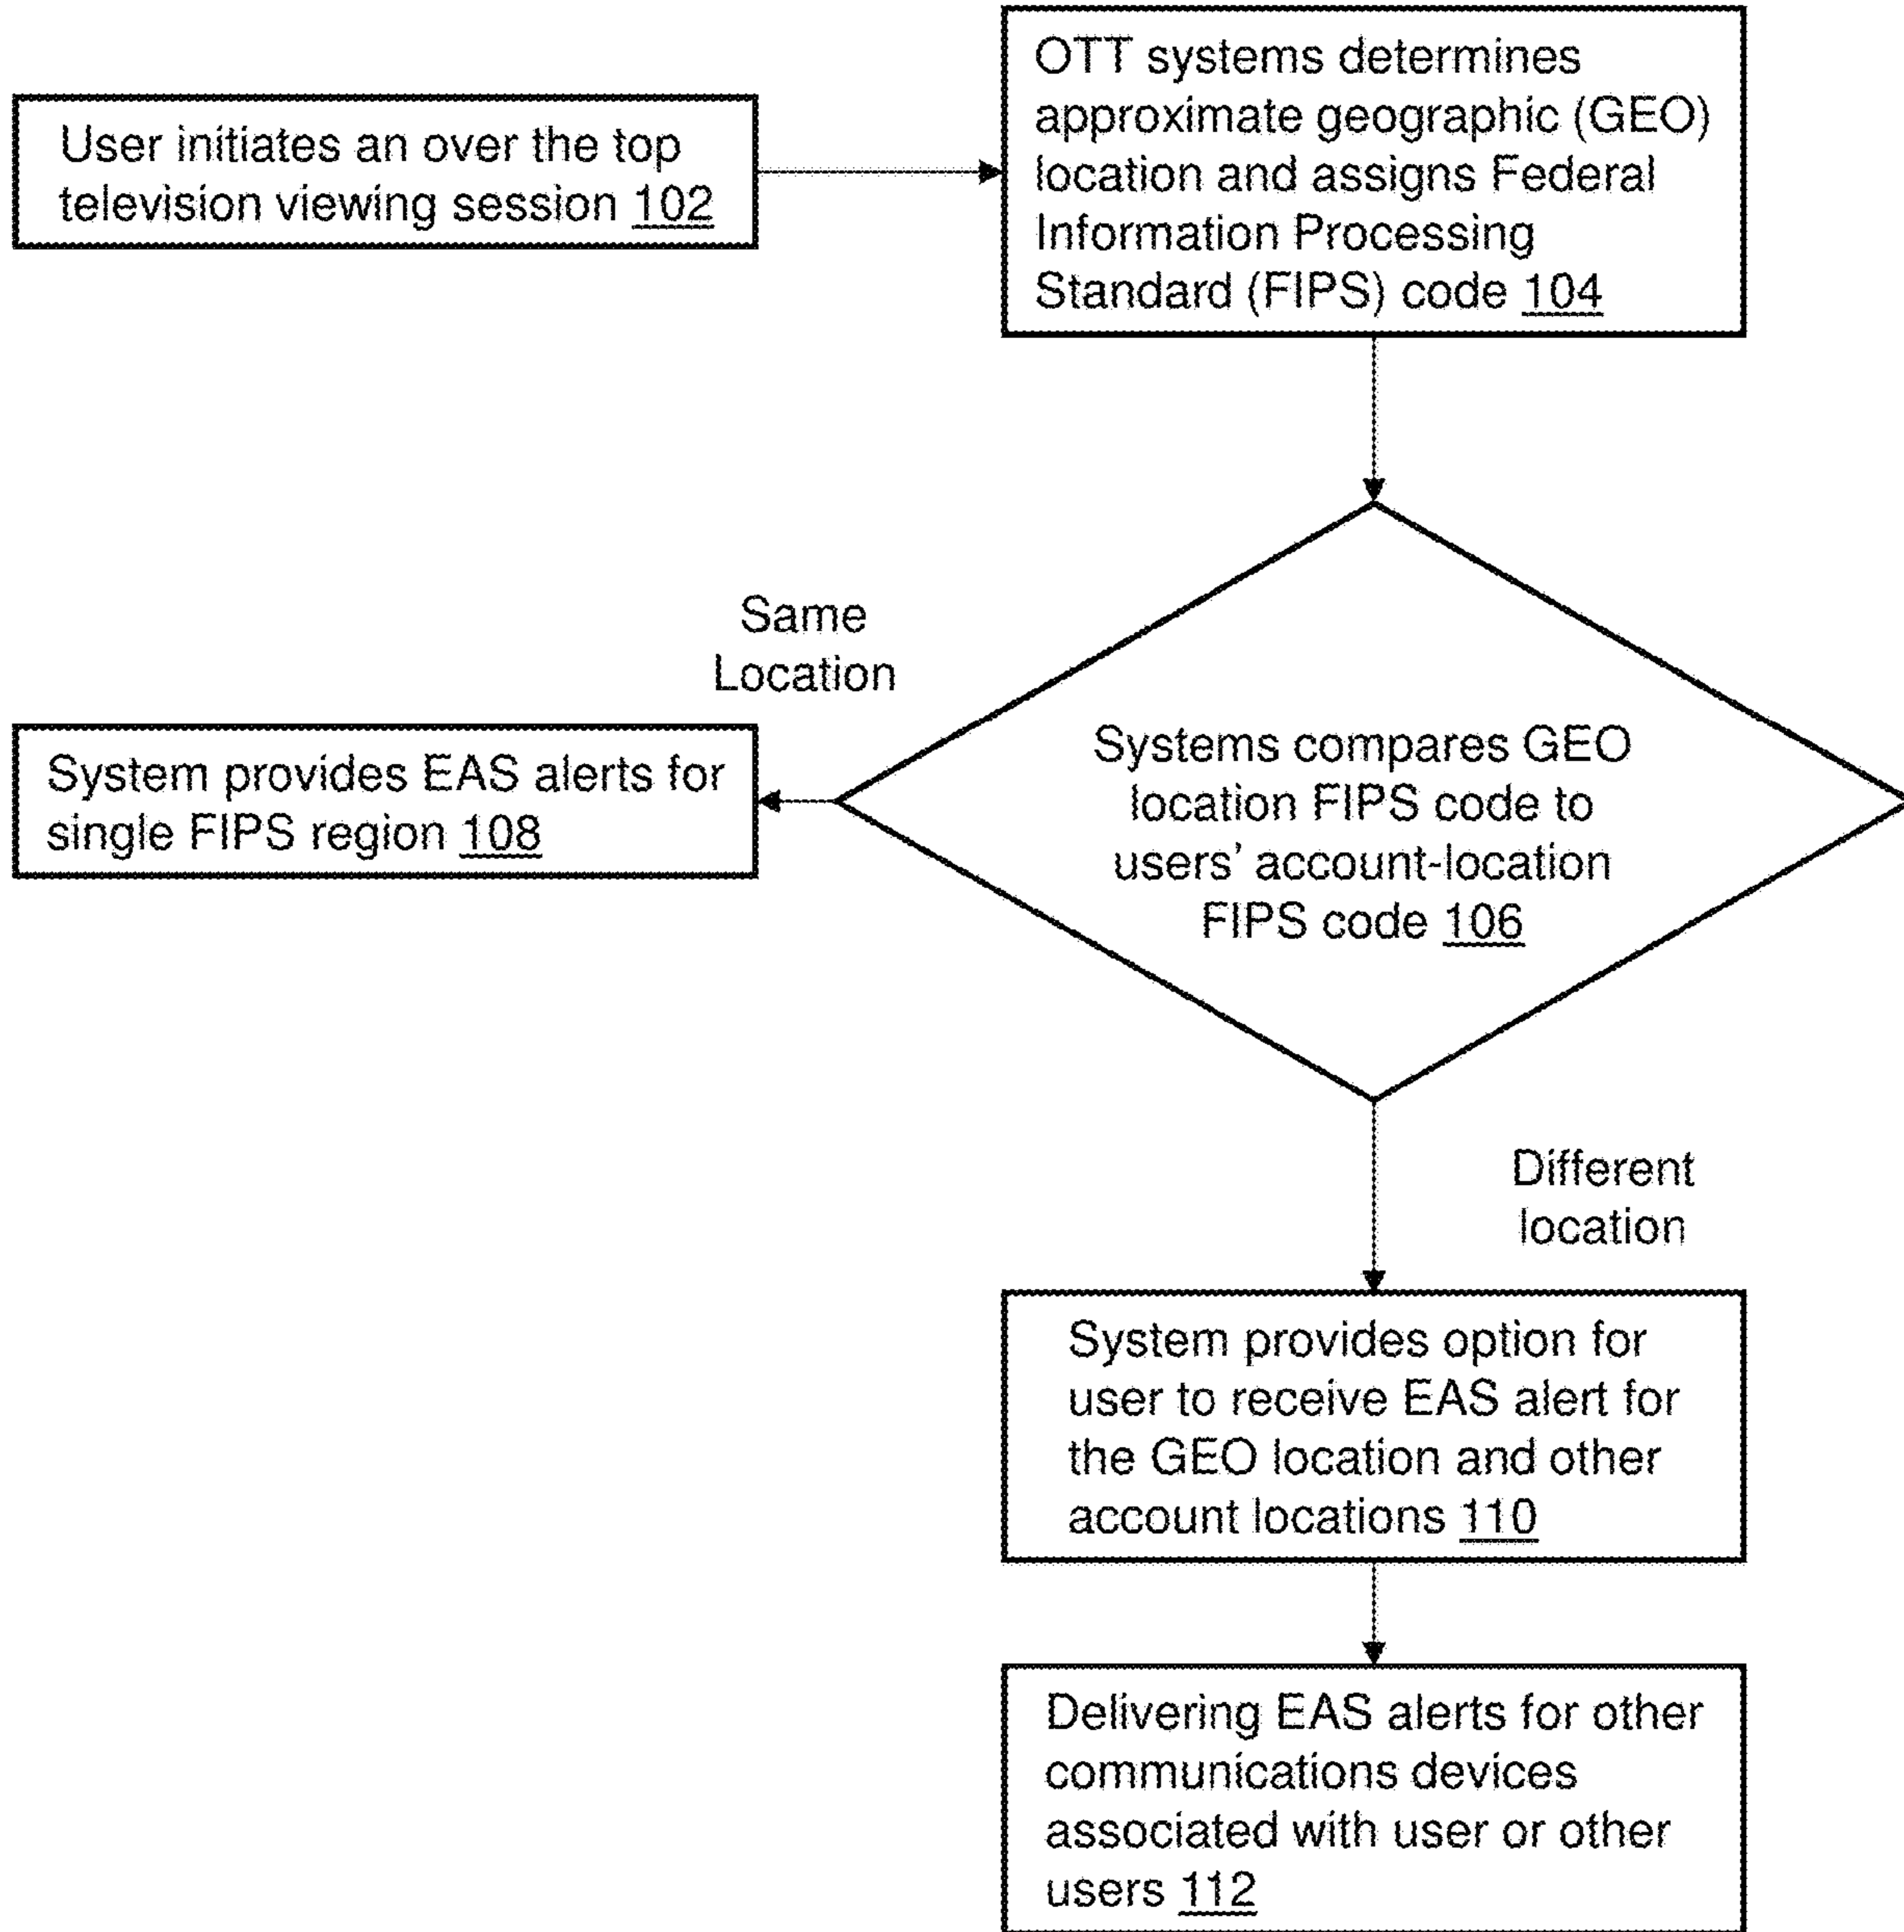 User initiates an over the top
television viewing session 102
OTT systems determines
approximate geographic (GEO)
location and assigns Federal
Information Processing
Standard (FIPS) code 104
Same
Location
Systems compares GEO
location FIPS code to
users’ account-location
FIPS code 106
System provides EAS alerts for
single FIPS region 108
Different
location
System provides option for
user to receive EAS alert for
the GEO location and other
account locations 110
Delivering EAS alerts for other
communications devices
associated with user or other
users 112